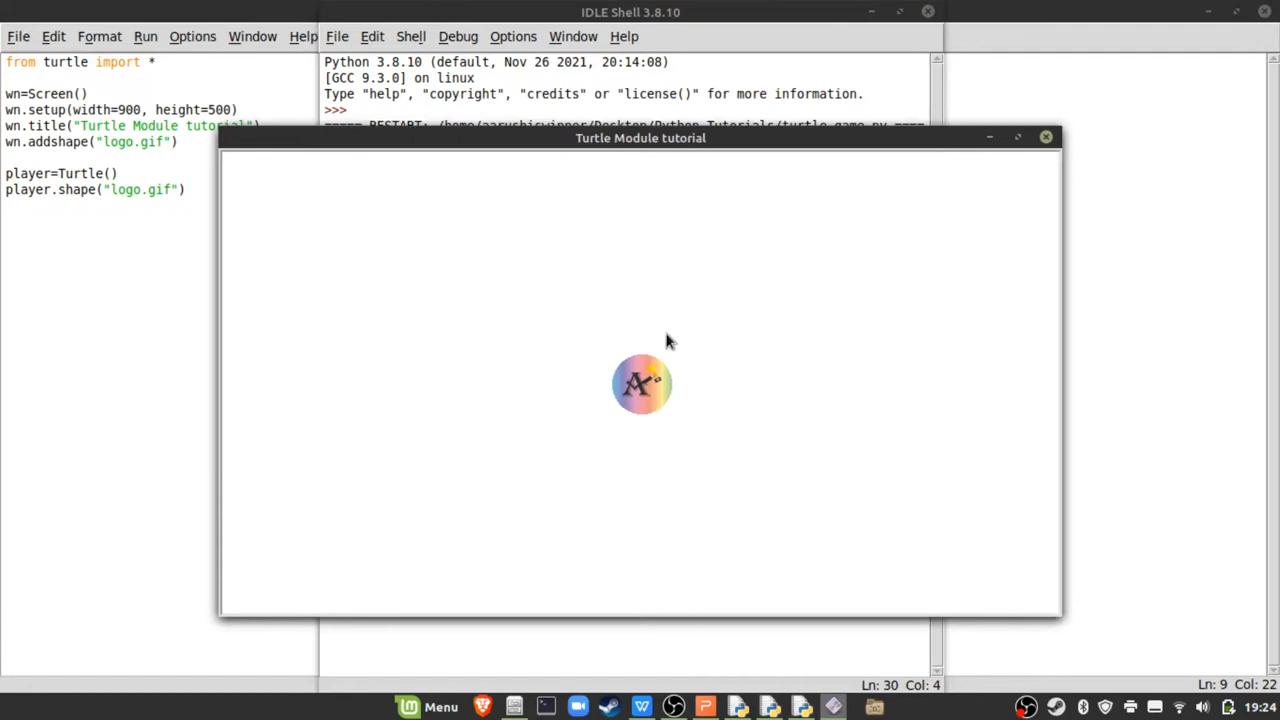 IDLE Shell 3.8.10
File Edit Format Run Options Window Help
from turtle import *
wn=Screen()
wn.setup(width=900, height=500)
wn.title("Turtle Module tutorial")
wn.addshape("logo.gif")
player=Turtle()
player.shape("logo.gif")
File Edit Shell Debug Options Window Help
Python 3.8.10 (default, Nov 26 2021, 20:14:08)
[GCC 9.3.0] on linux
Type "help", "copyright", "credits" or "license()" for more information.
>>>
Turtle Module tutorial
A
Ln: 30 Col: 4
Ln: 9 Col: 22
Menu
W
P
19:24